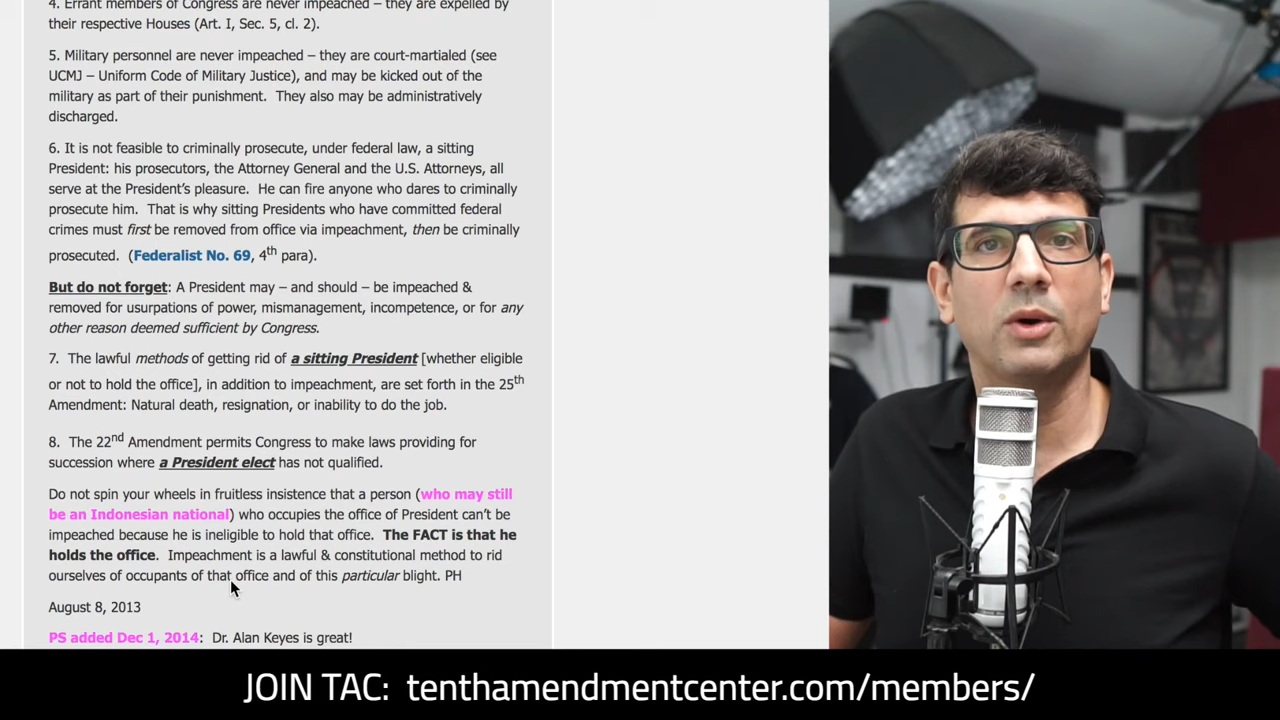 4. Errant members of Congress are never impeached – they are expelled by
their respective Houses (Art. I, Sec. 5, cl. 2).
5. Military personnel are never impeached – they are court-martialed (see
UCMJ – Uniform Code of Military Justice), and may be kicked out of the
military as part of their punishment. They also may be administratively
discharged.
6. It is not feasible to criminally prosecute, under federal law, a sitting
President: his prosecutors, the Attorney General and the U.S. Attorneys, all
serve at the President's pleasure. He can fire anyone who dares to criminally
prosecute him. That is why sitting Presidents who have committed federal
crimes must first be removed from office via impeachment, then be criminally
prosecuted. (Federalist No. 69, 4th para).
But do not forget: A President may – and should – be impeached &
removed for usurpations of power, mismanagement, incompetence, or for any
other reason deemed sufficient by Congress.
7. The lawful methods of getting rid of a sitting President [whether eligible
or not to hold the office], in addition to impeachment, are set forth in the 25th
Amendment: Natural death, resignation, or inability to do the job.
8. The 22nd Amendment permits Congress to make laws providing for
succession where a President elect has not qualified.
Do not spin your wheels in fruitless insistence that a person (who may still
be an Indonesian national) who occupies the office of President can't be
impeached because he is ineligible to hold that office. The FACT is that he
holds the office. Impeachment is a lawful & constitutional method to rid
ourselves of occupants of that office and of this particular blight. PH
August 8, 2013
PS added Dec 1, 2014: Dr. Alan Keyes is great!
JOIN TAC: tenthamendmentcenter.com/members/